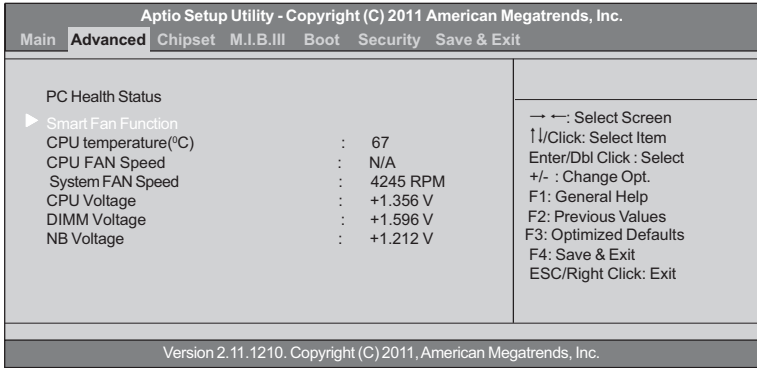 Aptio Setup Utility - Copyright (C) 2011 American Megatrends, Inc.
Main Advanced Chipset M.I.B.III Boot Security Save & Exit
PC Health Status
Smart Fan Function
CPU temperature(⁰C) : 67
CPU FAN Speed : N/A
System FAN Speed : 4245 RPM
CPU Voltage : +1.356 V
DIMM Voltage : +1.596 V
NB Voltage : +1.212 V
→ ←: Select Screen
↑↓/Click: Select Item
Enter/Dbl Click : Select
+/- : Change Opt.
F1: General Help
F2: Previous Values
F3: Optimized Defaults
F4: Save & Exit
ESC/Right Click: Exit
Version 2.11.1210. Copyright (C) 2011, American Megatrends, Inc.